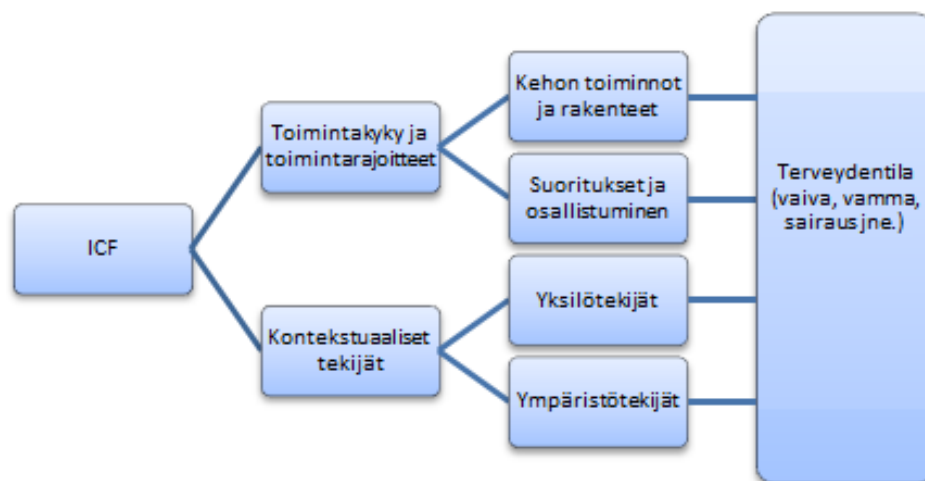 ICF
Toimintakyky ja
toimintarajoitteet
Kontekstuaaliset
tekijät
Kehon toiminnot
ja rakenteet
Suoritukset ja
osallistuminen
Yksilötekijät
Ympäristötekijät
Terveydentila
(vaiva, vamma,
sairaus jne.)